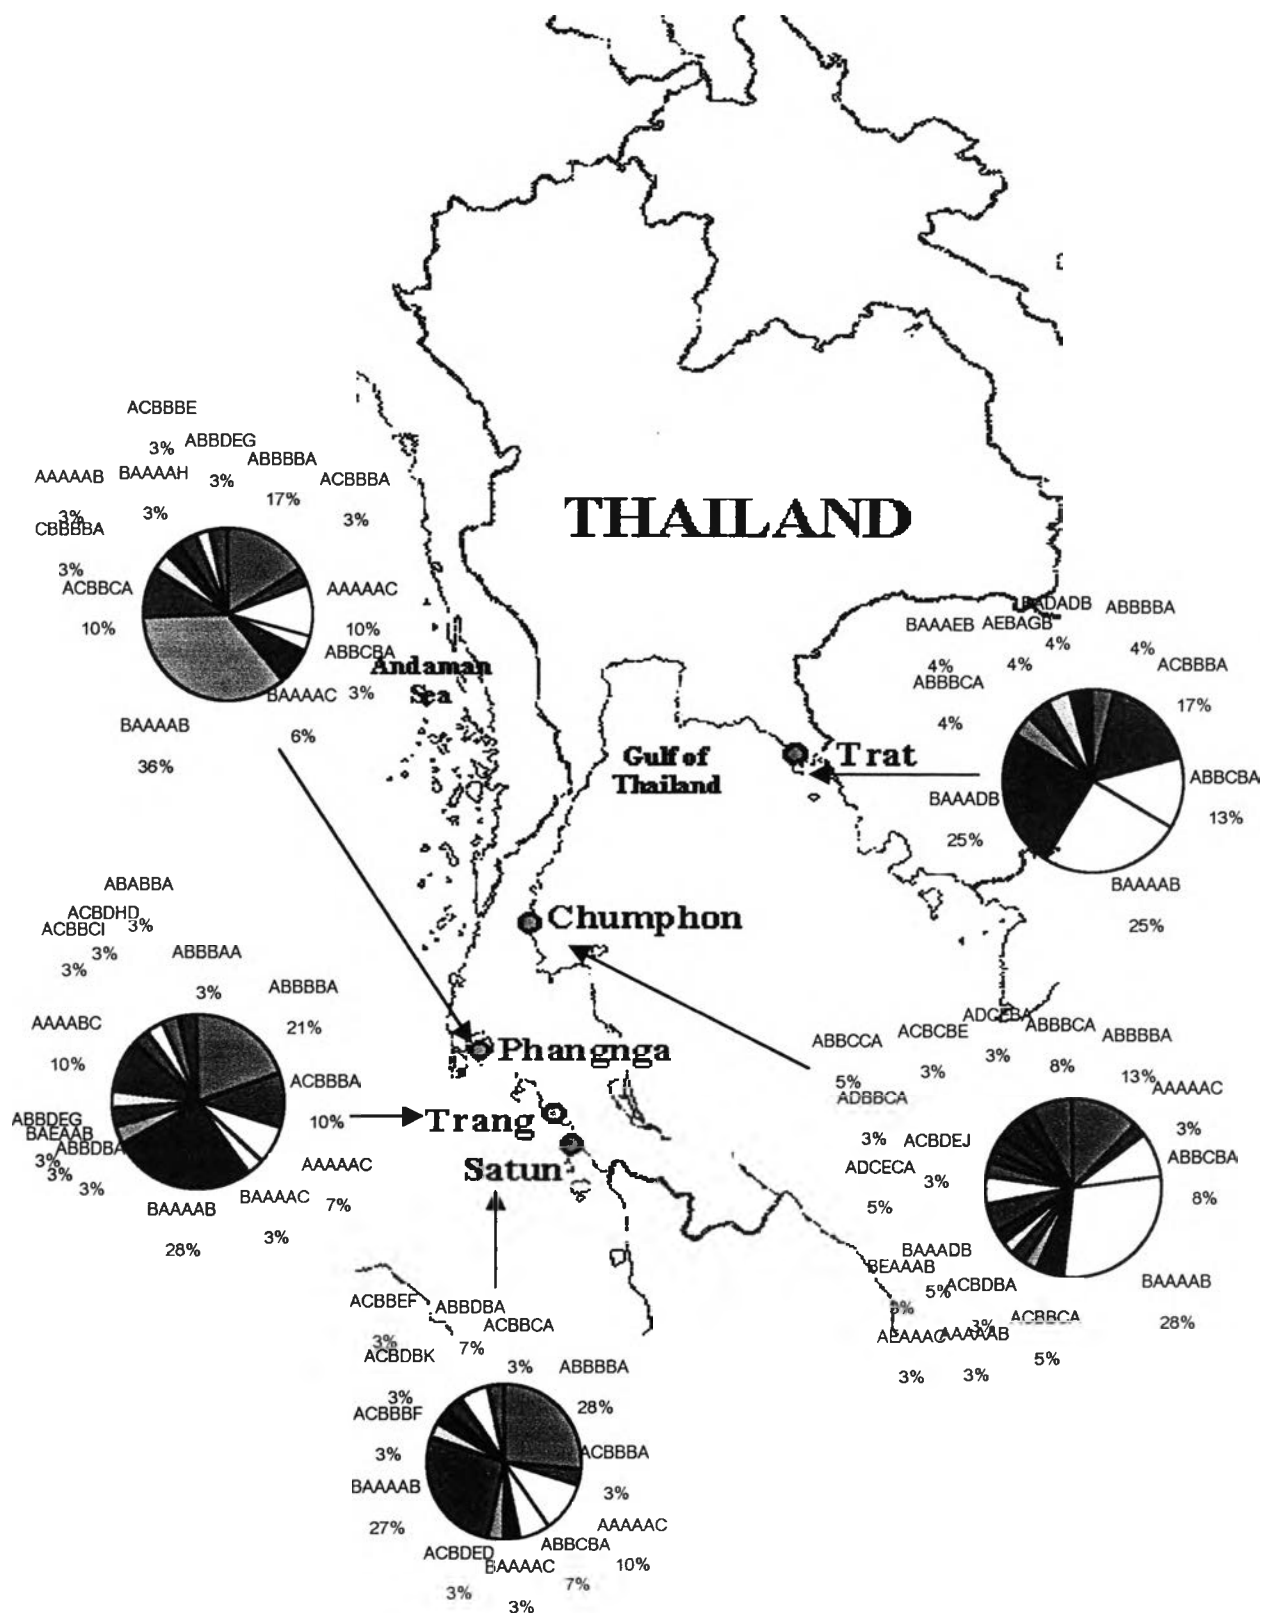 ACBBBE
3%
ABBDEG
3%
ABBBBA
17%
ACBBBA
3%
AAAAAB
3%
BAAAAH
3%
CBBBBA
3%
ACBBCA
10%
AAAAAC
10%
ABBCBA
3%
BAAAAC
6%
BAAAAB
36%
THAILAND
Andaman
Sea
Gulf of
Thailand
BAAAEB
4%
AEBAGB
4%
BADADB
4%
ABBBBA
4%
ABBBCA
4%
ACBBBA
17%
ABBCBA
13%
BAAADB
25%
BAAAAB
25%
Trat
Chumphon
Phangnga
Trang
Satun
ABABBA
3%
ACBDHD
3%
ACBBCI
3%
ABBBAA
3%
ABBBBA
21%
AAAABC
10%
ACBBBA
10%
ABBDEG
3%
BAEAAB
3%
ABBDBA
3%
AAAAAC
7%
BAAAAC
3%
BAAAAB
28%
ABBCCA
5%
ACBCBE
3%
ADCEBA
3%
ABBBCA
8%
ABBBBA
13%
AAAAAC
3%
ADBBCA
3%
ACBDEJ
3%
ABBCBA
8%
ADCECA
5%
BAAADB
5%
BEAAAB
3%
ACBDBA
3%
BAAAAB
28%
ACBBCA
5%
AEAAAC
3%
AAAAAB
3%
ACBBEF
3%
ABBDBA
7%
ACBBCA
3%
ACBDBK
3%
ABBBBA
28%
ACBBBF
3%
ACBBBA
3%
BAAAAB
27%
AAAAAC
10%
ABBCBA
7%
ACBDED
3%
BAAAAC
3%